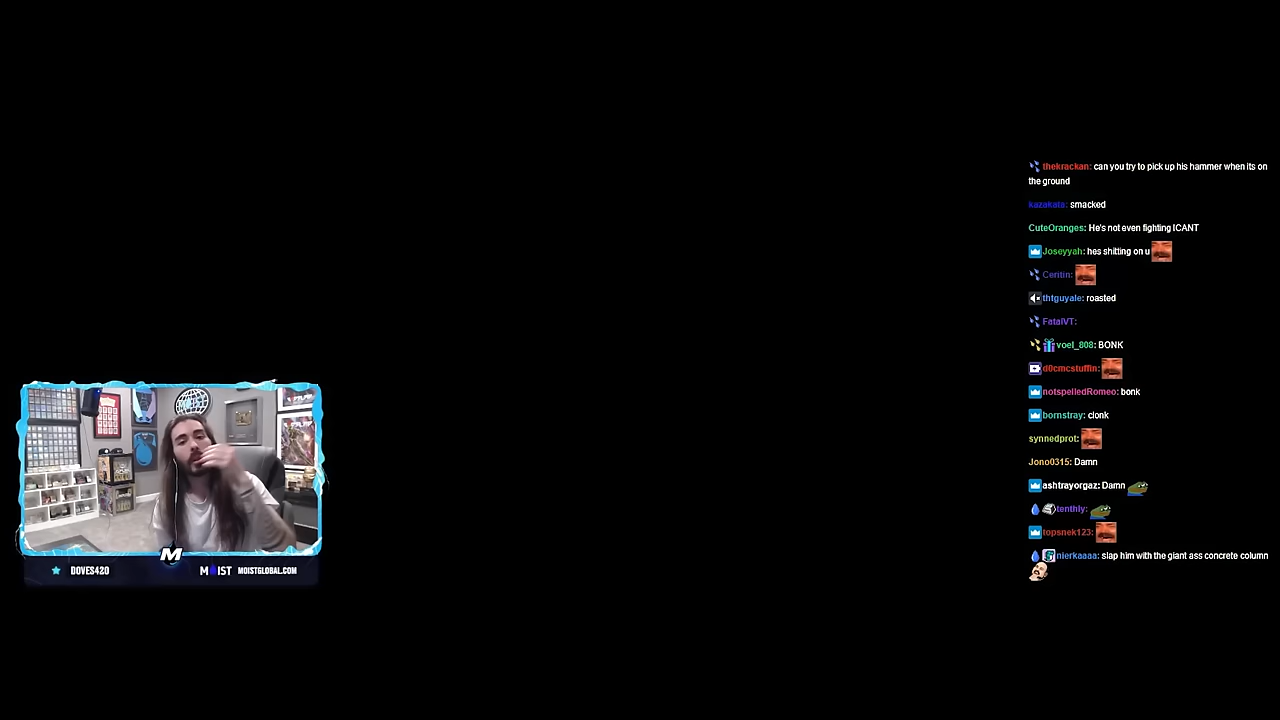 thekrackan: can you try to pick up his hammer when its on
the ground
kazakata: smacked
CuteOranges: He's not even fighting ICANT
Joseyyah: hes shitting on u
Ceritin:
thtguyale: roasted
FatalVT:
voel_808: BONK
d0cmcstuffin:
notspelledRomeo: bonk
bornstray: clonk
synnedprot:
Jono0315: Damn
ashtrayorgaz: Damn
tenthly:
topsnek123:
nierkaaaa: slap him with the giant ass concrete column
M
DOVES420
MOIST
MOISTGLOBAL.COM